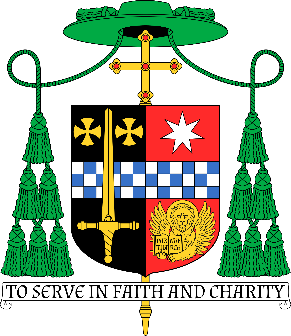 TO SERVE IN FAITH AND CHARITY